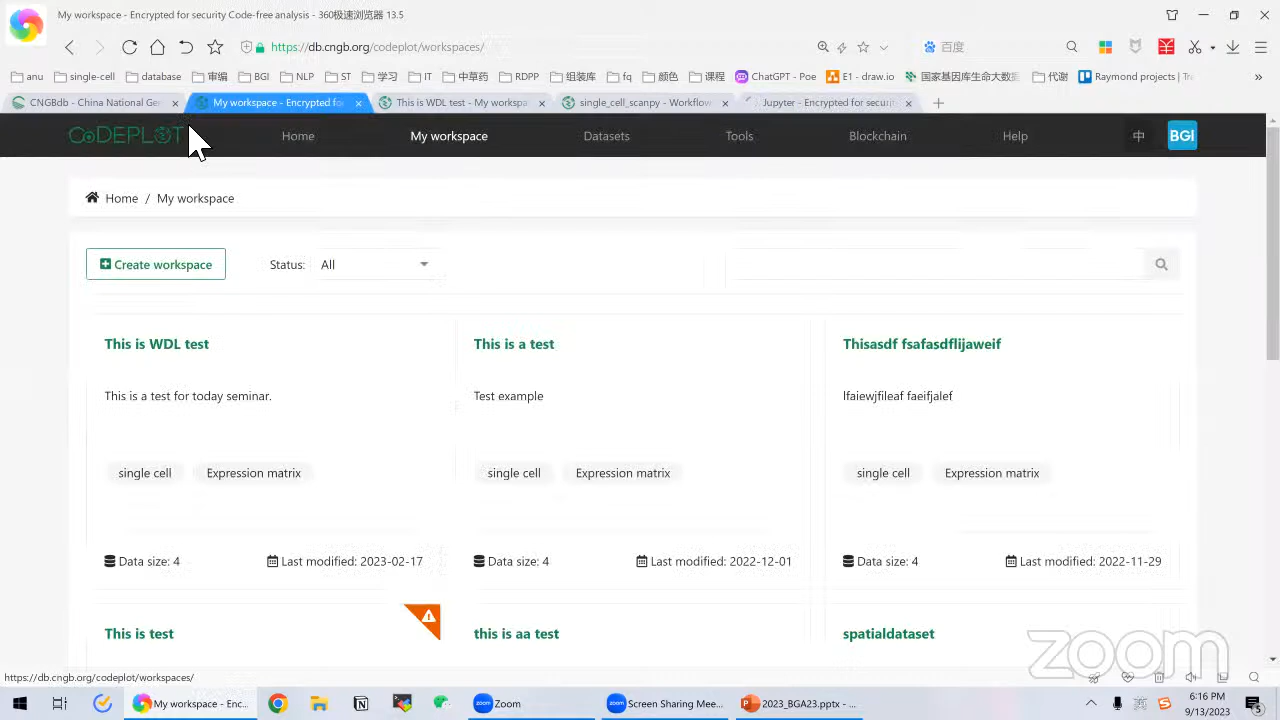 My workspace - Encrypted for security Code-free analysis - 360极速浏览器 13.5
https://db.cngb.org/codeplot/workspaces/
百度
anu single-cell database 审编 BGI NLP ST 学习 IT 中草药 RDPP 组装库 fq 颜色 课程 ChatGPT - Poe E1 - draw.io 国家基因库生命大数 代谢 Raymond projects | Tr »
CNGBdb - China National Ge × My workspace - Encrypted fo × This is WDL test - My worksp × single_cell_scanpy - Workflo × Jupyter - Encrypted for securi × +
CODEPLOT Home My workspace Datasets Tools Blockchain Help 中 BGI
Home / My workspace
Create workspace Status: All
This is WDL test
This is a test for today seminar.
single cell Expression matrix
Data size: 4 Last modified: 2023-02-17
This is a test
Test example
single cell Expression matrix
Data size: 4 Last modified: 2022-12-01
Thisasdf fsafasdflijaweif
lfaiewjfileaf faeifjalef
single cell Expression matrix
Data size: 4 Last modified: 2022-11-29
This is test
this is aa test
spatialdataset
zoom
https://db.cngb.org/codeplot/workspaces/
My workspace - Enc... Zoom Screen Sharing Mee... 2023_BGA23.pptx - ...
6:16 PM
9/13/2023
5